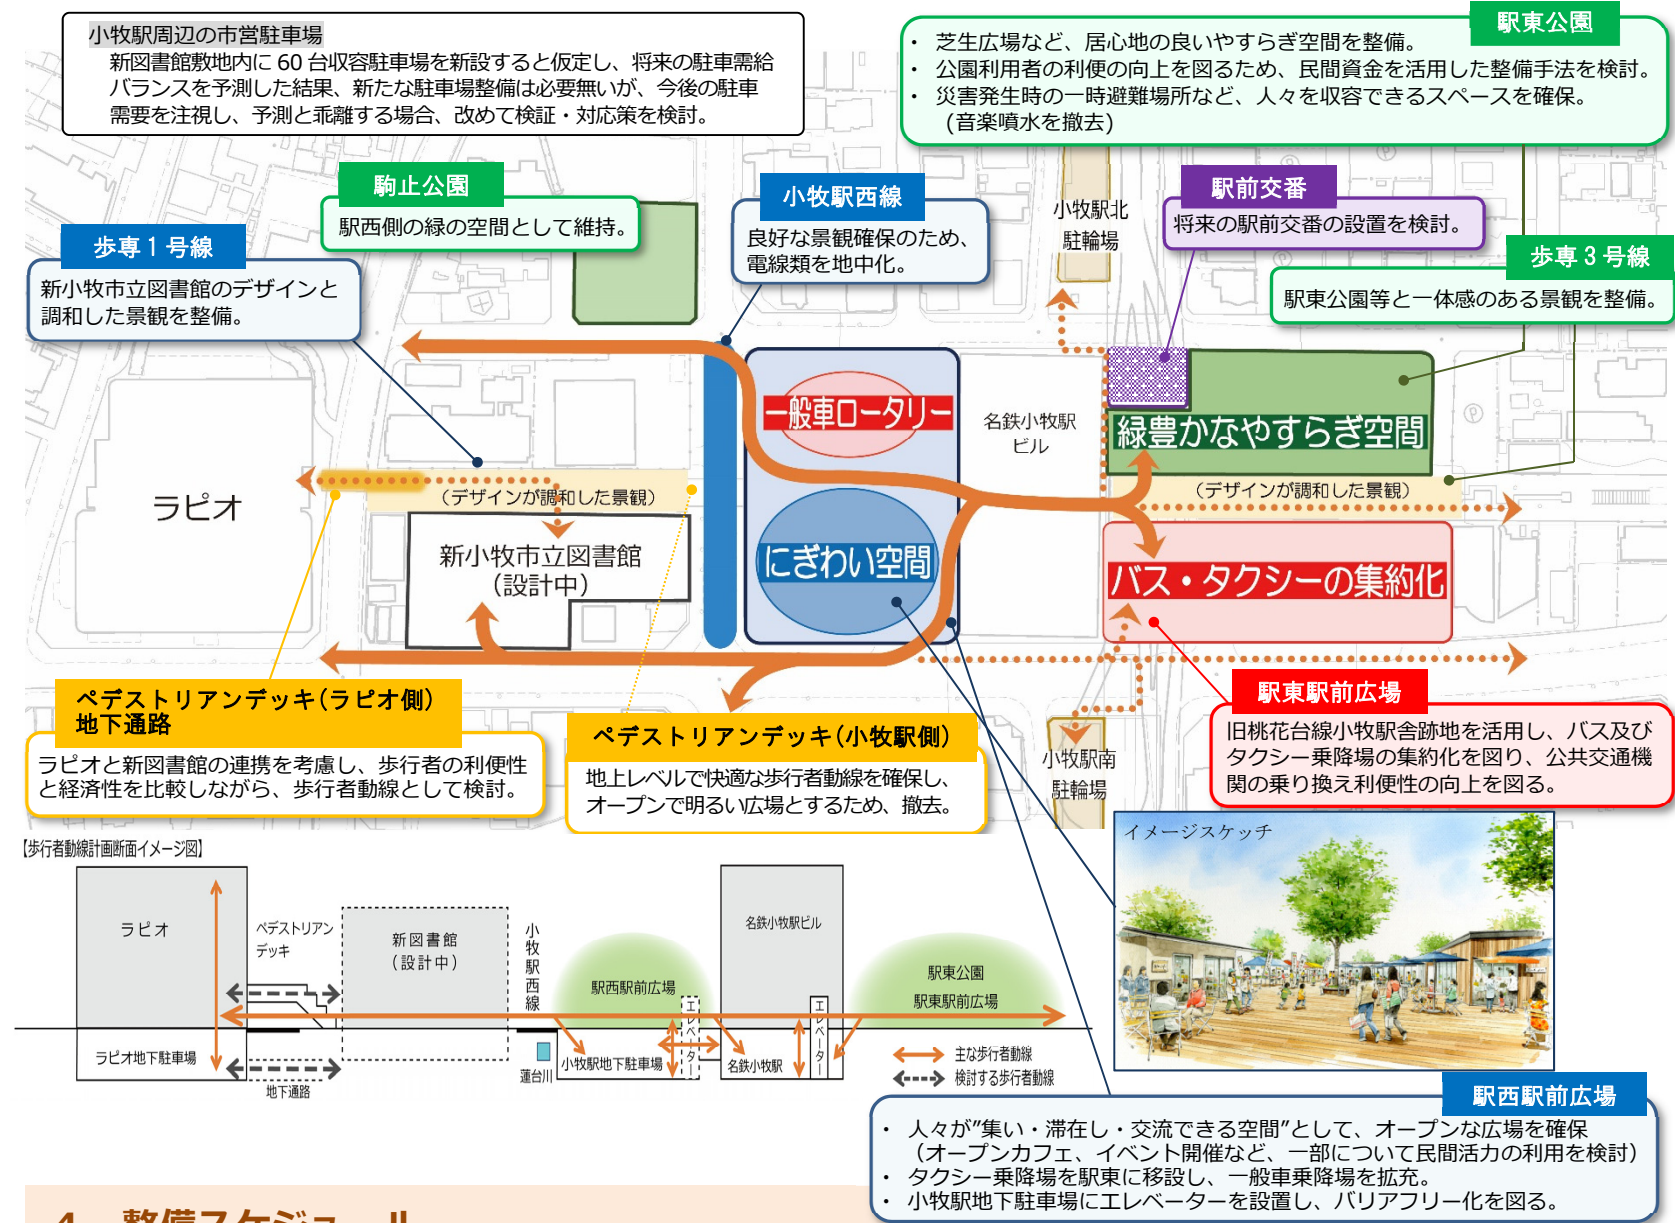 小牧駅周辺の市営駐車場
新図書館敷地内に 60 台収容駐車場を新設すると仮定し、将来の駐車需給
バランスを予測した結果、新たな駐車場整備は必要無いが、今後の駐車
需要を注視し、予測と乖離する場合、改めて検証・対応策を検討。
駅東公園
・ 芝生広場など、居心地の良いやすらぎ空間を整備。
・ 公園利用者の利便の向上を図るため、民間資金を活用した整備手法を検討。
・ 災害発生時の一時避難場所など、人々を収容できるスペースを確保。
(音楽噴水を撤去)
駒止公園
駅西側の緑の空間として維持。
小牧駅西線
良好な景観確保のため、
電線類を地中化。
小牧駅北
駐輪場
駅前交番
将来の駅前交番の設置を検討。
歩専１号線
新小牧市立図書館のデザインと
調和した景観を整備。
歩専３号線
駅東公園等と一体感のある景観を整備。
一般車ロータリー
名鉄小牧駅
ビル
緑豊かなやすらぎ空間
ラピオ
（デザインが調和した景観）
（デザインが調和した景観）
新小牧市立図書館
（設計中）
にぎわい空間
バス・タクシーの集約化
ペデストリアンデッキ(ラピオ側)
地下通路
ラピオと新図書館の連携を考慮し、歩行者の利便性
と経済性を比較しながら、歩行者動線として検討。
ペデストリアンデッキ(小牧駅側)
地上レベルで快適な歩行者動線を確保し、
オープンで明るい広場とするため、撤去。
小牧駅南
駐輪場
駅東駅前広場
旧桃花台線小牧駅舎跡地を活用し、バス及び
タクシー乗降場の集約化を図り、公共交通機
関の乗り換え利便性の向上を図る。
イメージスケッチ
【歩行者動線計画断面イメージ図】
ラピオ
ペデストリアン
デッキ
新図書館
（設計中）
小牧駅西線
駅西駅前広場
エレベーター
名鉄小牧駅ビル
エレベーター
駅東公園
駅東駅前広場
ラピオ地下駐車場
地下通路
蓮台川
小牧駅地下駐車場
名鉄小牧駅
主な歩行者動線
検討する歩行者動線
駅西駅前広場
・ 人々が”集い・滞在し・交流できる空間”として、オープンな広場を確保
（オープンカフェ、イベント開催など、一部について民間活力の利用を検討）
・ タクシー乗降場を駅東に移設し、一般車乗降場を拡充。
・ 小牧駅地下駐車場にエレベーターを設置し、バリアフリー化を図る。
4 整備スケジュール